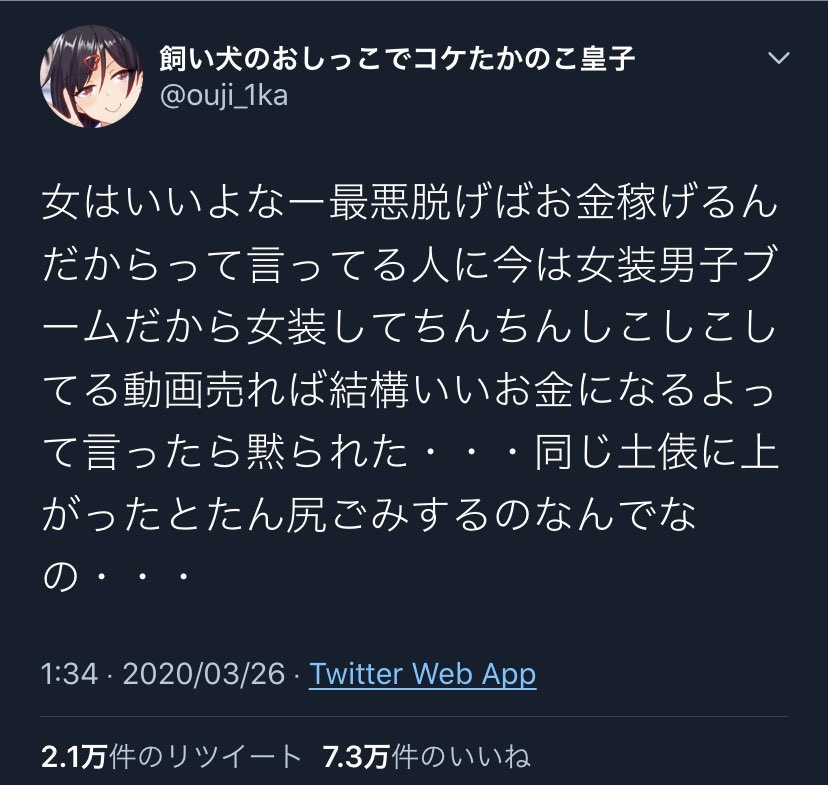 飼い犬のおしっこでコケたかのこ皇子
@ouji_1ka
女はいいよなー最悪脱げばお金稼げるん
だからって言ってる人に今は女装男子ブ
ームだから女装してちんちんしこしこし
てる動画売れば結構いいお金になるよっ
て言ったら黙られた・・・同じ土俵に上
がったとたん尻ごみするのなんでな
の・・・
1:34 · 2020/03/26 · Twitter Web App
2.1万件のリツイート 7.3万件のいいね